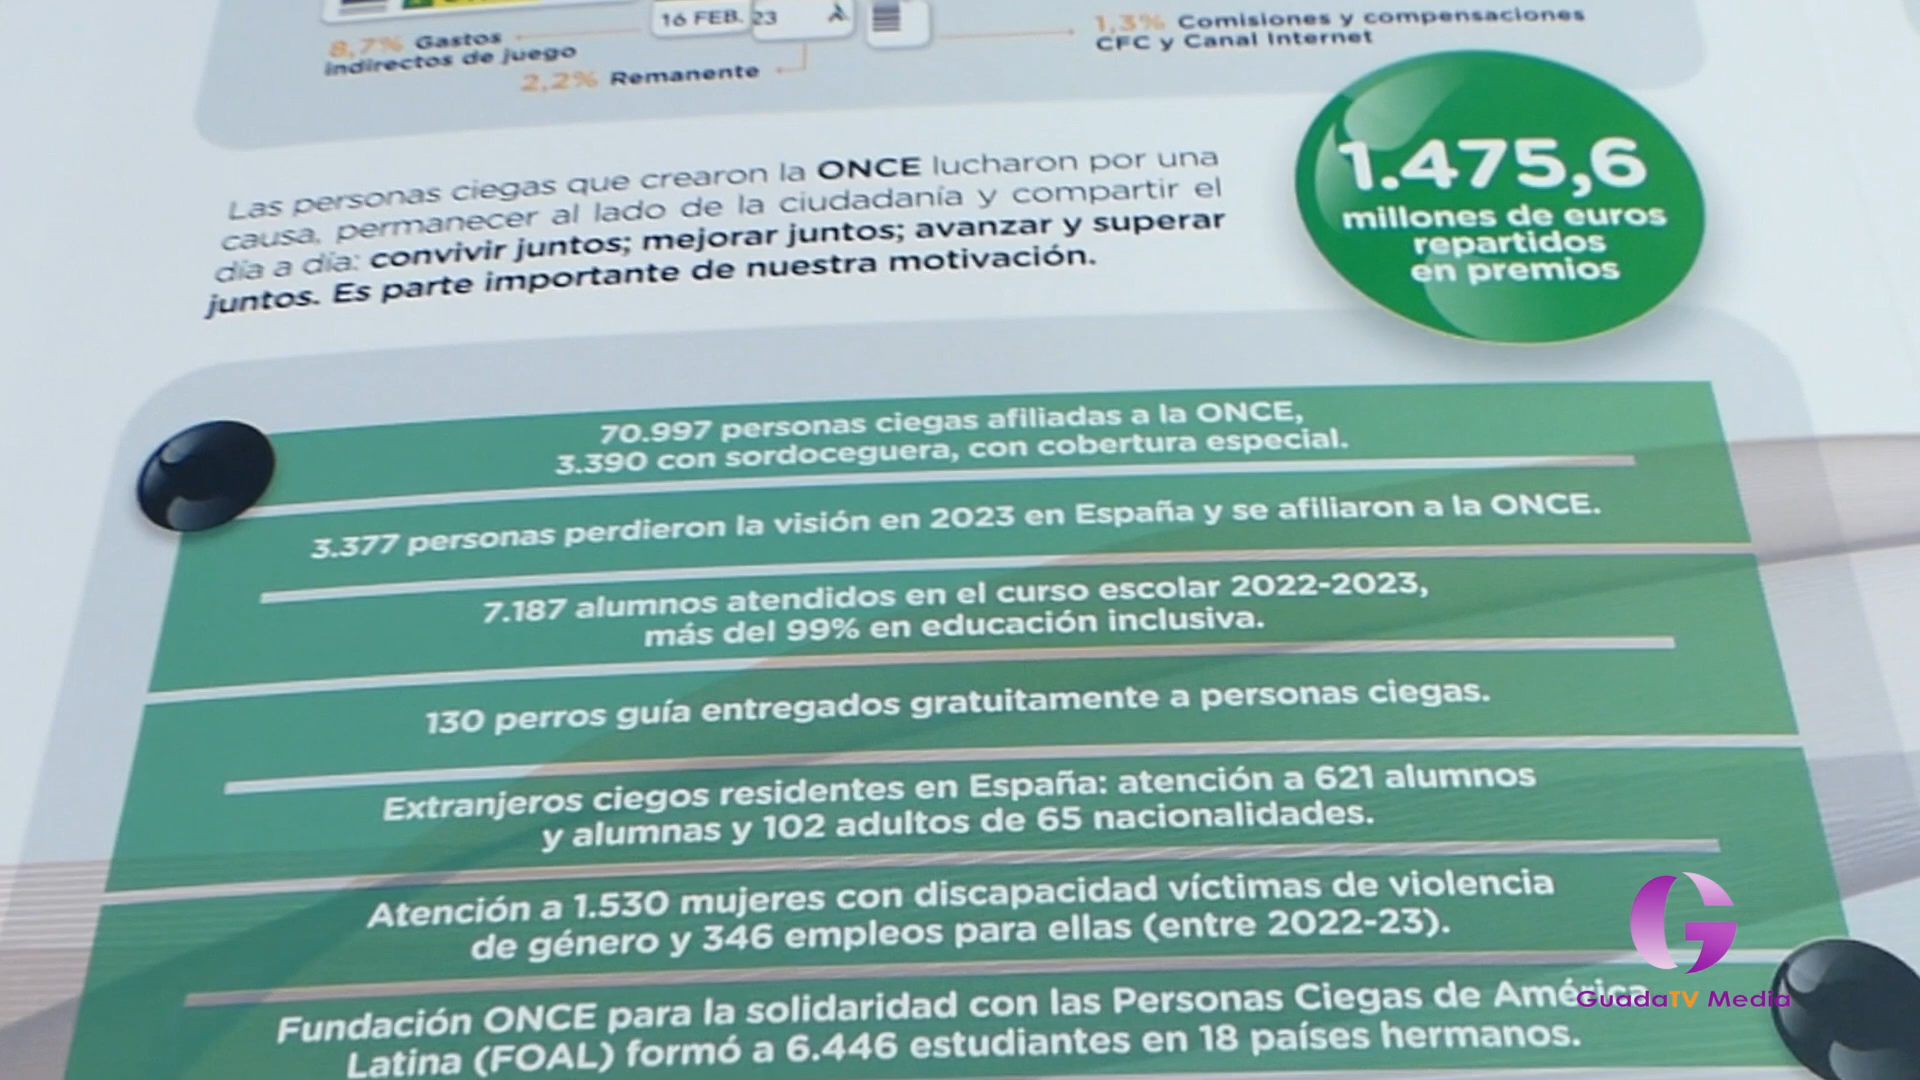 8,7% Gastos
indirectos de juego
16 FEB. 23
2,2% Remanente
1,3% Comisiones y compensaciones
CFC y Canal Internet
Las personas ciegas que crearon la ONCE lucharon por una
causa, permanecer al lado de la ciudadanía y compartir el
día a día: convivir juntos; mejorar juntos; avanzar y superar
juntos. Es parte importante de nuestra motivación.
1.475,6
millones de euros
repartidos
en premios
70.997 personas ciegas afiliadas a la ONCE,
3.390 con sordoceguera, con cobertura especial.
3.377 personas perdieron la visión en 2023 en España y se afiliaron a la ONCE.
7.187 alumnos atendidos en el curso escolar 2022-2023,
más del 99% en educación inclusiva.
130 perros guía entregados gratuitamente a personas ciegas.
Extranjeros ciegos residentes en España: atención a 621 alumnos
y alumnas y 102 adultos de 65 nacionalidades.
Atención a 1.530 mujeres con discapacidad víctimas de violencia
de género y 346 empleos para ellas (entre 2022-23).
Fundación ONCE para la solidaridad con las Personas Ciegas de América
Latina (FOAL) formó a 6.446 estudiantes en 18 países hermanos.
GuadaTV Media